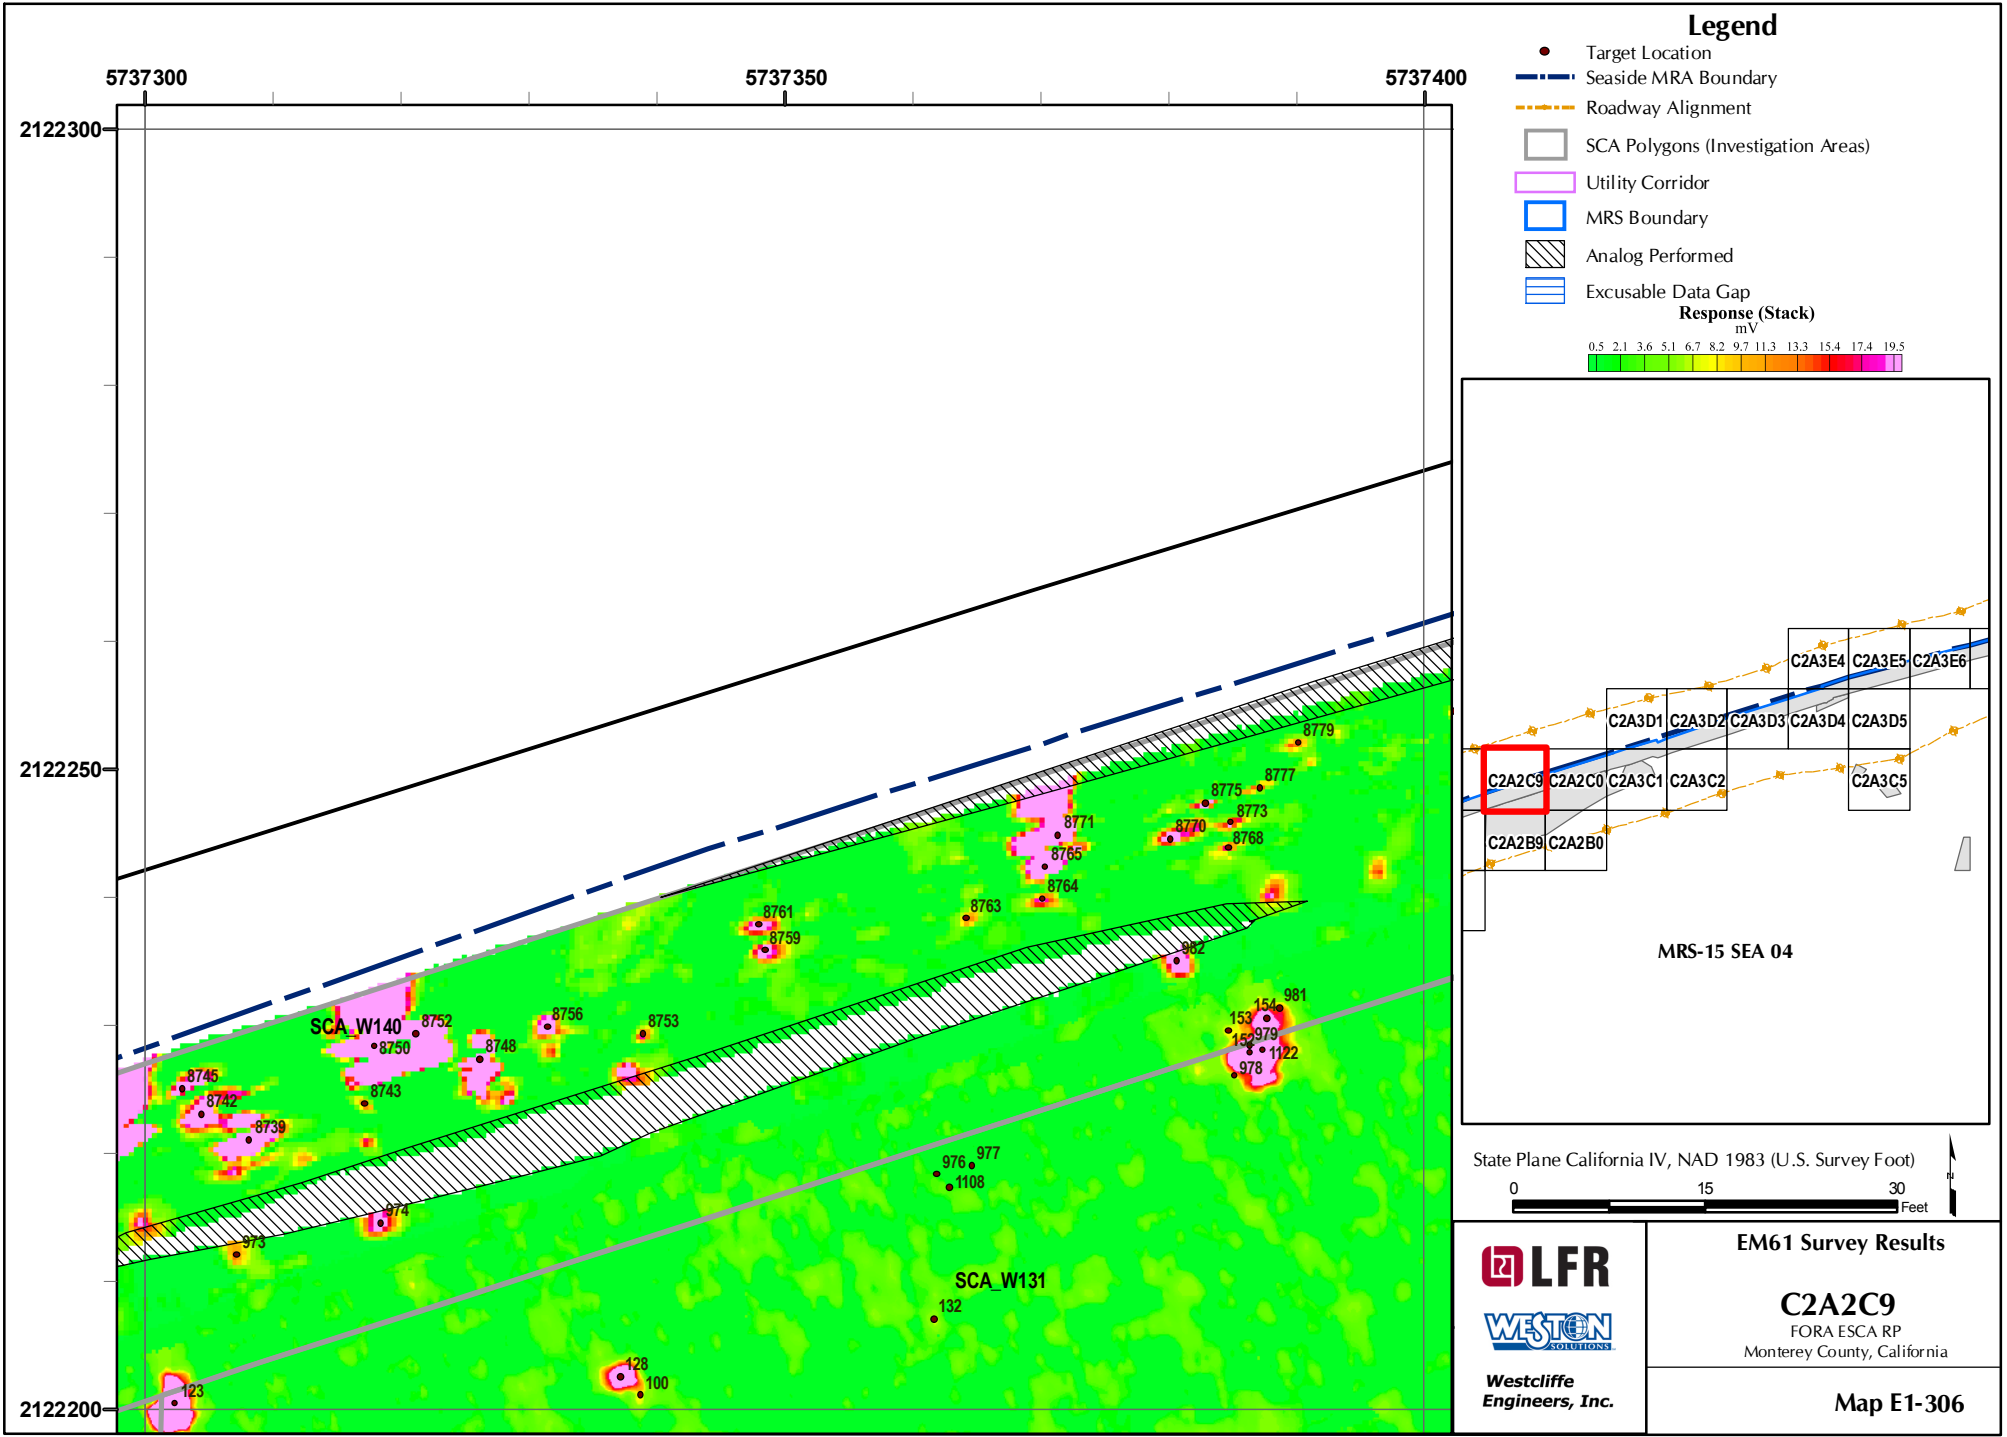 Legend
Target Location
Seaside MRA Boundary
Roadway Alignment
SCA Polygons (Investigation Areas)
Utility Corridor
MRS Boundary
Analog Performed
Excusable Data Gap
Response (Stack)
mV
0.5 2.1 3.6 5.1 6.7 8.2 9.7 11.3 13.3 15.4 17.4 19.5
5737300 5737350 5737400
2122300
2122250
2122200
8779
8777
8775
8773
8771
8770
8768
8765
8764
8763
8761
8759
982
981
154
153
979
152
1122
978
8756
8753
SCA_W140
8752
8750
8748
8745
8743
8742
8739
977
976
1108
974
973
SCA_W131
132
128
100
123
C2A3E4 C2A3E5 C2A3E6
C2A3D1 C2A3D2 C2A3D3 C2A3D4 C2A3D5
C2A2C9 C2A2C0 C2A3C1 C2A3C2 C2A3C5
C2A2B9 C2A2B0
MRS-15 SEA 04
State Plane California IV, NAD 1983 (U.S. Survey Foot)
0 15 30
Feet
N
LFR
WESTON
SOLUTIONS
Westcliffe
Engineers, Inc.
EM61 Survey Results
C2A2C9
FORA ESCA RP
Monterey County, California
Map E1-306